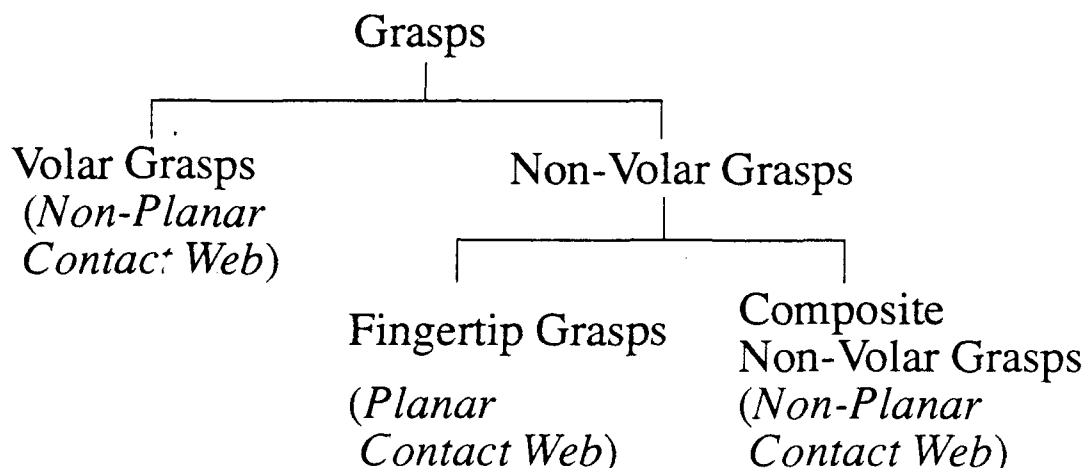 Grasps
Volar Grasps
(Non-Planar
Contact Web)
Non-Volar Grasps
Fingertip Grasps
(Planar
Contact Web)
Composite
Non-Volar Grasps
(Non-Planar
Contact Web)